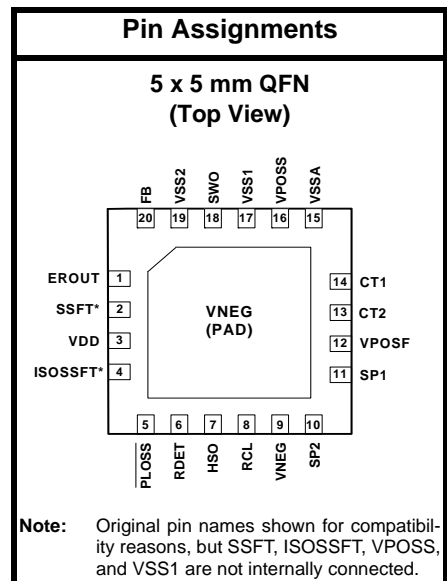 Pin Assignments
5 x 5 mm QFN
(Top View)
FB
VSS2
SWO
VSS1
VPOSS
VSSA
20
19
18
17
16
15
EROUT 1
SSFT* 2
VDD 3
ISOSSFT* 4
VNEG
(PAD)
14 CT1
13 CT2
12 VPOSF
11 SP1
5
6
7
8
9
10
PLOSS
RDET
HSO
RCL
VNEG
SP2
Note: Original pin names shown for compatibil-
ity reasons, but SSFT, ISOSSFT, VPOSS,
and VSS1 are not internally connected.